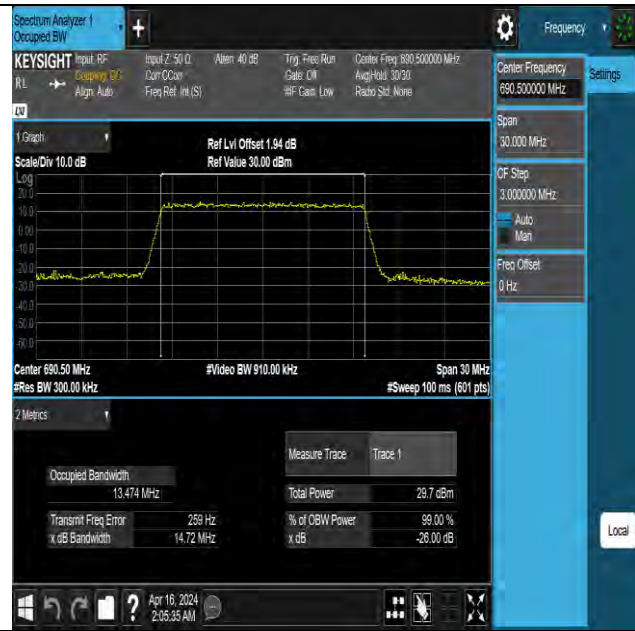 Spectrum Analyzer 1
Occupied BW
+
Frequency
KEYSIGHT Input: RF
RL
Coupling: DC
Align: Auto
Input Z: 50 Ω
Corr CCorr
Freq Ref: Int (S)
Atten: 40 dB
Trig: Free Run
Gate: Off
#IF Gain: Low
Center Freq: 690.500000 MHz
Avg|Hold: 30/30
Radio Std: None
LXI
Center Frequency
690.500000 MHz
Settings
Span
30.000 MHz
CF Step
3.000000 MHz
Auto
Man
Freq Offset
0 Hz
1 Graph
Scale/Div 10.0 dB
Ref Lvl Offset 1.94 dB
Ref Value 30.00 dBm
Log
20.0
10.0
0.00
-10.0
-20.0
-30.0
-40.0
-50.0
-60.0
Center 690.50 MHz
#Res BW 300.00 kHz
#Video BW 910.00 kHz
Span 30 MHz
#Sweep 100 ms (601 pts)
2 Metrics
Measure Trace Trace 1
Occupied Bandwidth
13.474 MHz
Total Power 29.7 dBm
Transmit Freq Error 259 Hz
% of OBW Power 99.00 %
x dB Bandwidth 14.72 MHz
x dB -26.00 dB
Local
?
Apr 16, 2024
2:05:35 AM